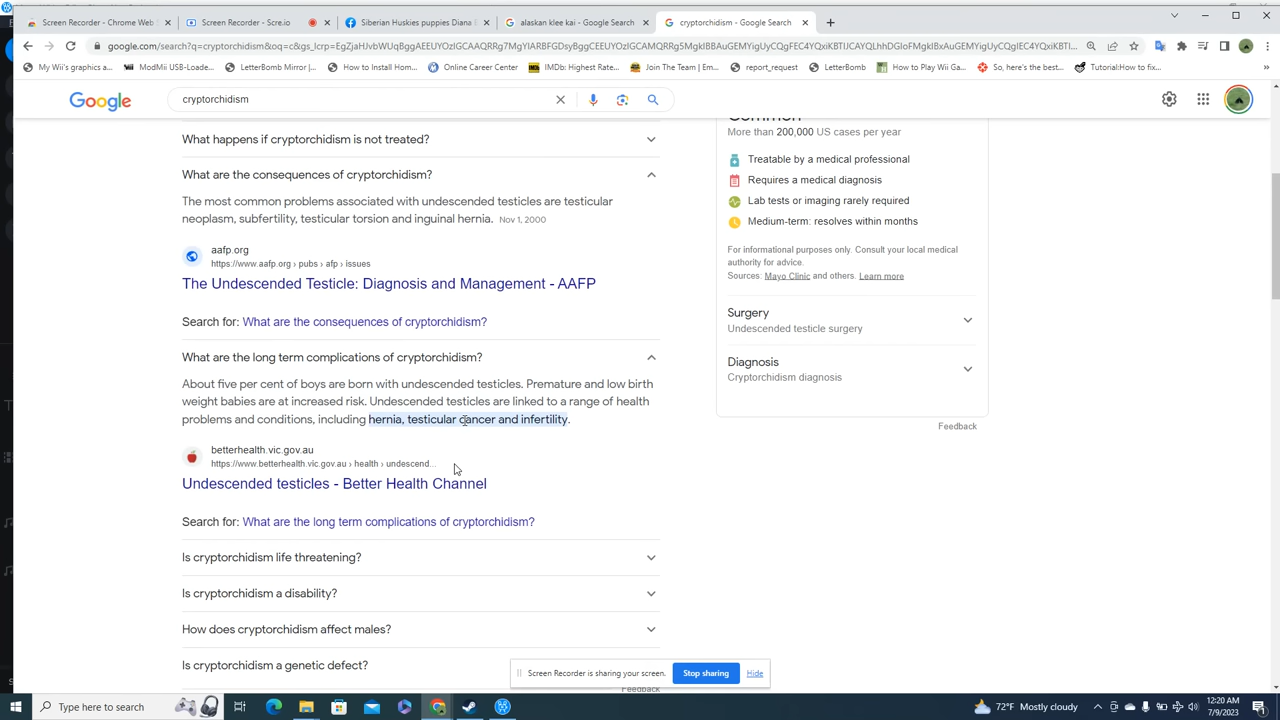 Screen Recorder - Chrome Web S
Screen Recorder - Scre.io
Siberian Huskies puppies Diana E
alaskan klee kai - Google Search
cryptorchidism - Google Search
My Wii's graphics a...
ModMii USB-Loade...
LetterBomb Mirror |...
How to Install Hom...
Online Career Center
IMDb: Highest Rate...
Join The Team | Em...
report_request
LetterBomb
How to Play Wii Ga...
So, here's the best...
Tutorial:How to fix...
Google
cryptorchidism
What happens if cryptorchidism is not treated?
What are the consequences of cryptorchidism?
The most common problems associated with undescended testicles are testicular
neoplasm, subfertility, testicular torsion and inguinal hernia. Nov 1, 2000
aafp.org
https://www.aafp.org › pubs › afp › issues
The Undescended Testicle: Diagnosis and Management - AAFP
Search for: What are the consequences of cryptorchidism?
What are the long term complications of cryptorchidism?
About five per cent of boys are born with undescended testicles. Premature and low birth
weight babies are at increased risk. Undescended testicles are linked to a range of health
problems and conditions, including hernia, testicular cancer and infertility.
betterhealth.vic.gov.au
https://www.betterhealth.vic.gov.au › health › undescend...
Undescended testicles - Better Health Channel
Search for: What are the long term complications of cryptorchidism?
Is cryptorchidism life threatening?
Is cryptorchidism a disability?
How does cryptorchidism affect males?
Is cryptorchidism a genetic defect?
Feedback
Common
More than 200,000 US cases per year
Treatable by a medical professional
Requires a medical diagnosis
Lab tests or imaging rarely required
Medium-term: resolves within months
For informational purposes only. Consult your local medical
authority for advice.
Sources: Mayo Clinic and others. Learn more
Surgery
Undescended testicle surgery
Diagnosis
Cryptorchidism diagnosis
Feedback
Screen Recorder is sharing your screen.
Stop sharing
Hide
Type here to search
72°F Mostly cloudy
12:20 AM
7/9/2023